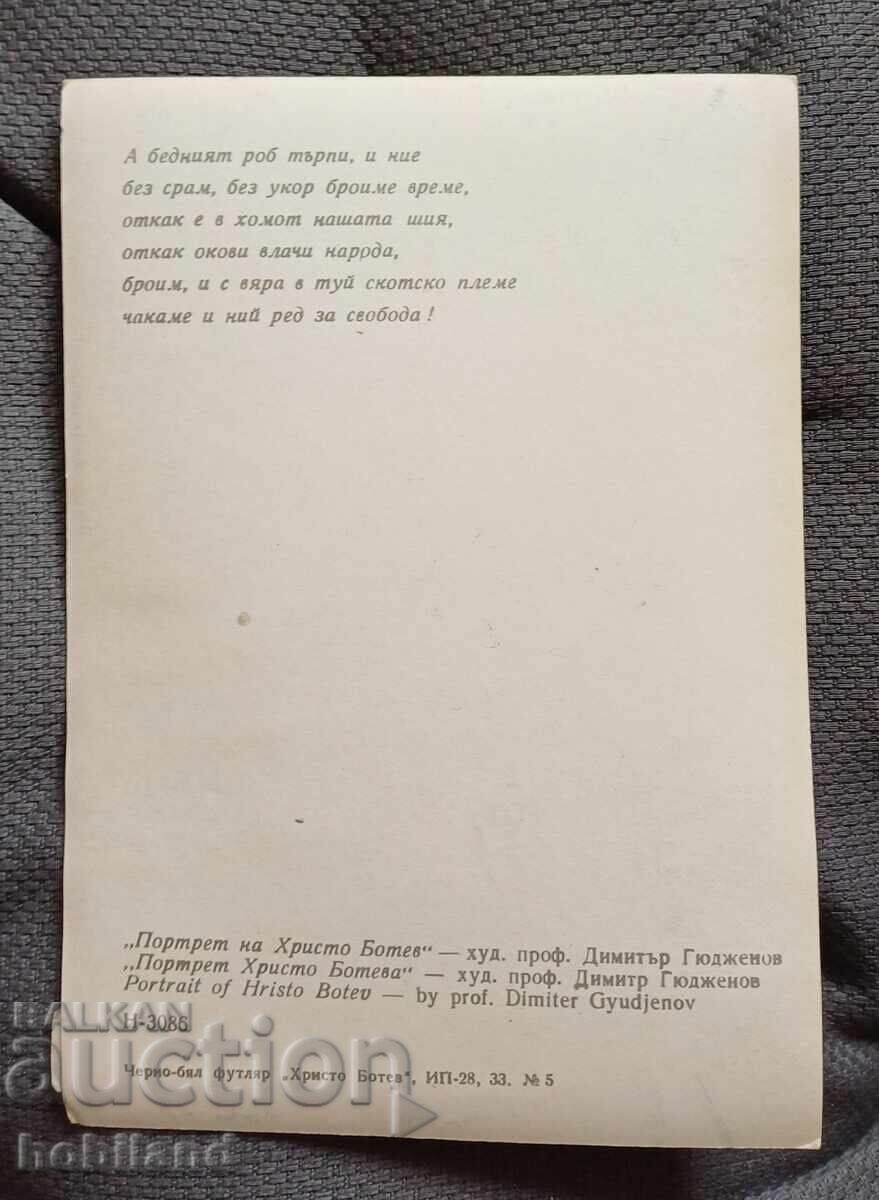 А бедният роб търпи, и ние
без срам, без укор броиме време,
откак е в хомот нашата шия,
откак окови влачи народа,
броим, и с вяра в туй скотско племе
чакаме и ний ред за свобода!
„Портрет на Христо Ботев“ — худ. проф. Димитър Гюдженов
„Портрет Христо Ботева“ — худ. проф. Димитр Гюдженов
Portrait of Hristo Botev — by prof. Dimiter Gyudjenov
Н-3086
Черно-бял футляр „Христо Ботев“, ИП-28, 33. № 5
BALKAN
auction
hobiland